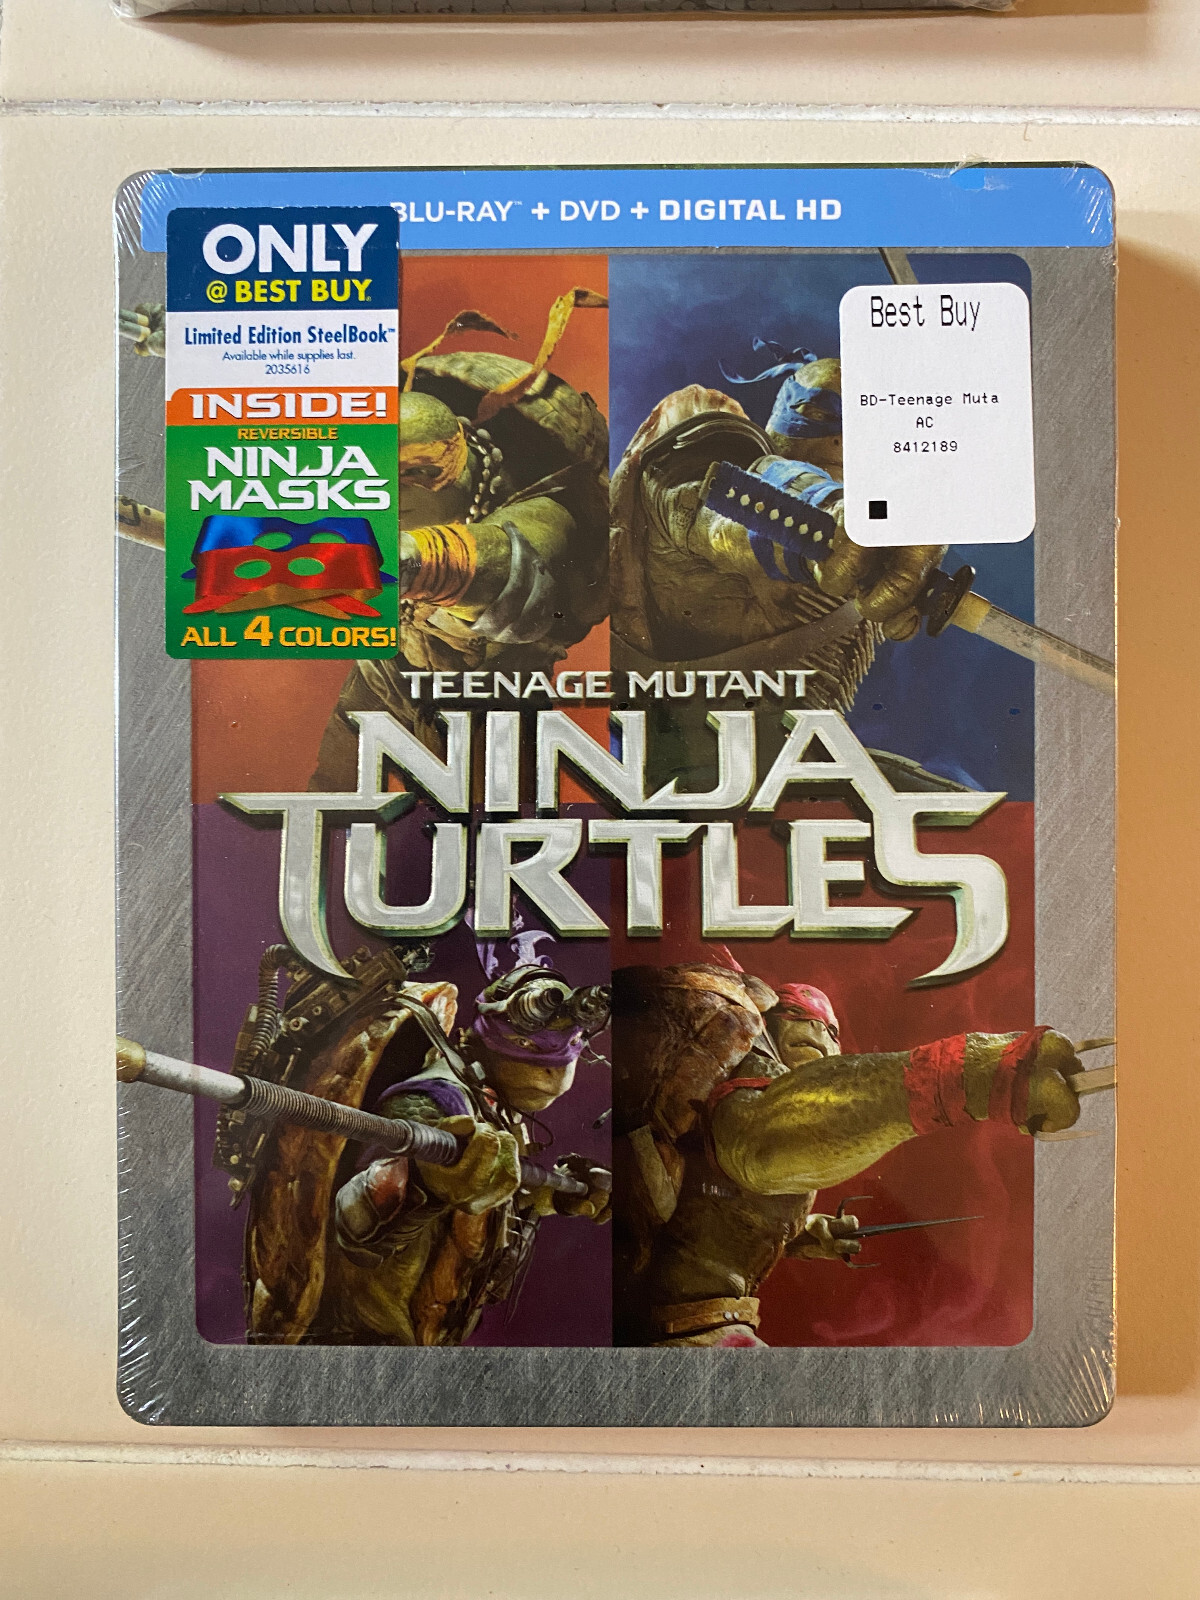 BLU-RAY™ + DVD + DIGITAL HD
ONLY
@ BEST BUY®
Limited Edition SteelBook™
Available while supplies last.
2035616
INSIDE!
REVERSIBLE
NINJA
MASKS
ALL 4 COLORS!
Best Buy
BD-Teenage Muta
AC
8412189
TEENAGE MUTANT
NINJA
TURTLES